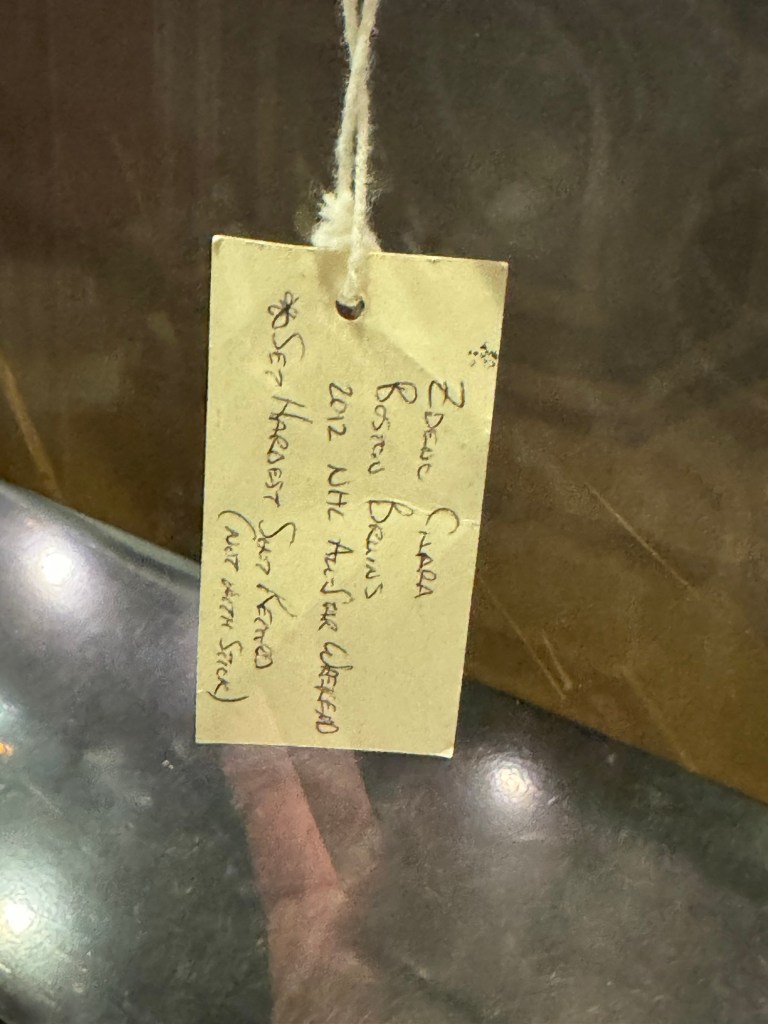 ZDENO CHARA
BOSTON BRUINS
2012 NHL ALL-STAR WEEKEND
*SET HARDEST SHOT RECORD
(NOT WITH STICK)